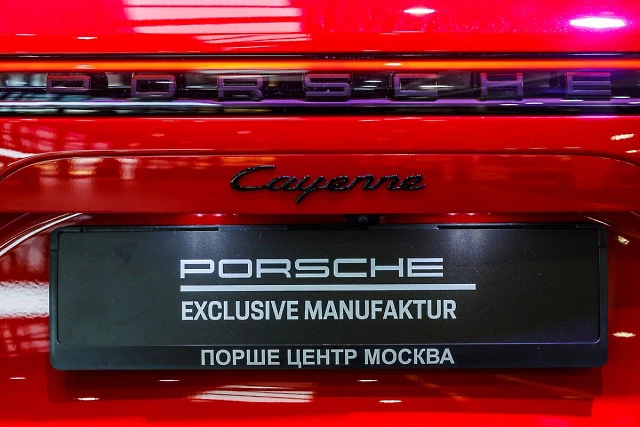 PORSCHE
Cayenne
PORSCHE
EXCLUSIVE MANUFAKTUR
ПОРШЕ ЦЕНТР МОСКВА